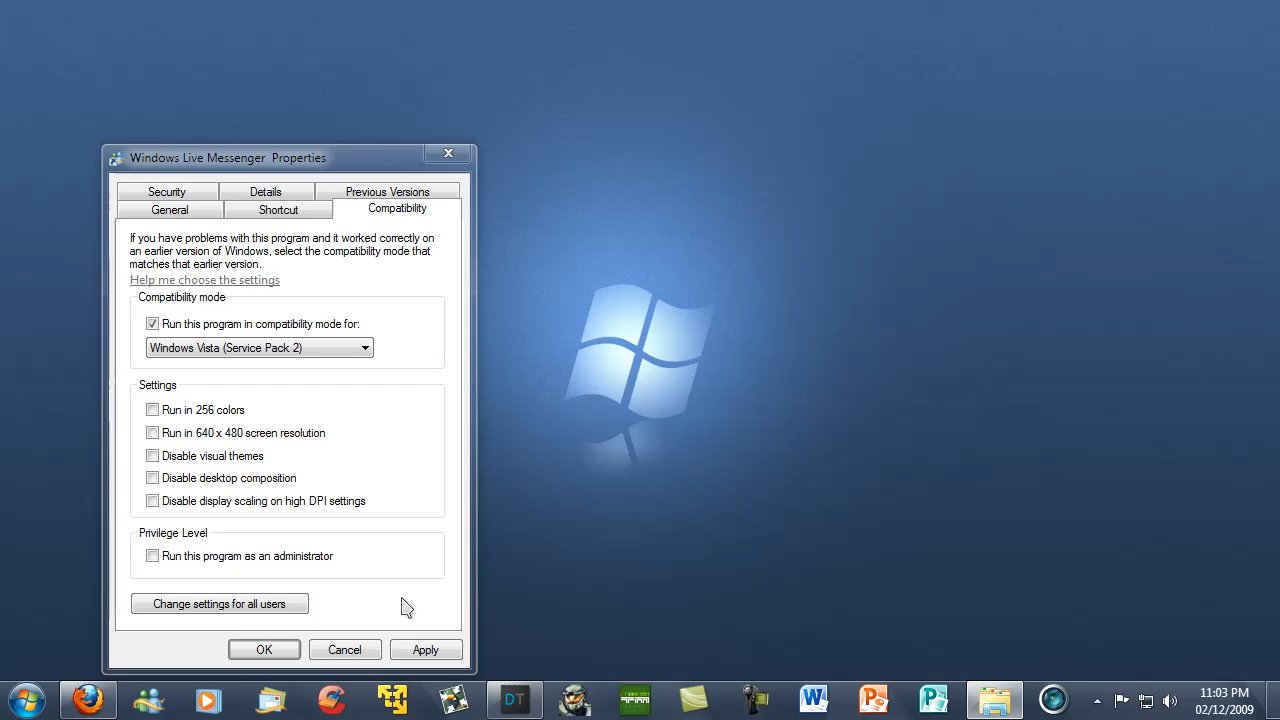 Windows Live Messenger Properties
Security Details Previous Versions
General Shortcut Compatibility
If you have problems with this program and it worked correctly on
an earlier version of Windows, select the compatibility mode that
matches that earlier version.
Help me choose the settings
Compatibility mode
Run this program in compatibility mode for:
Windows Vista (Service Pack 2)
Settings
Run in 256 colors
Run in 640 x 480 screen resolution
Disable visual themes
Disable desktop composition
Disable display scaling on high DPI settings
Privilege Level
Run this program as an administrator
Change settings for all users
OK Cancel Apply
DT
11:03 PM
02/12/2009